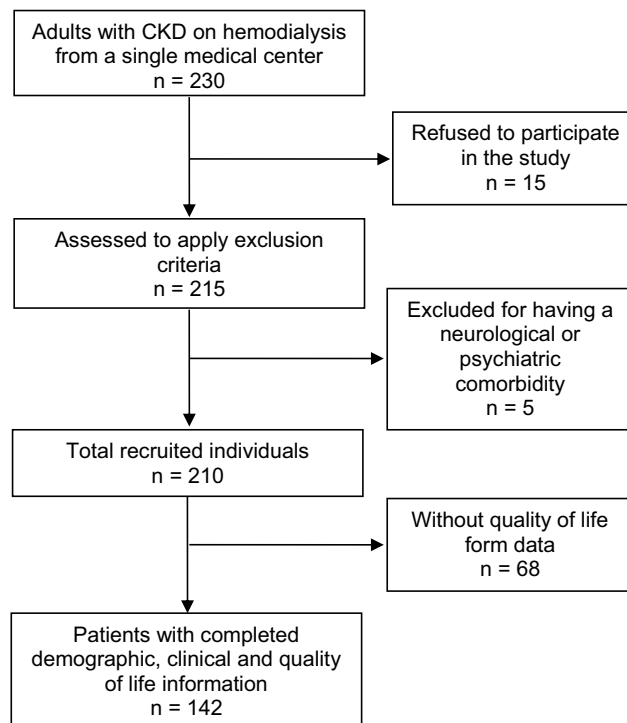 Adults with CKD on hemodialysis
from a single medical center
n = 230
Refused to participate
in the study
n = 15
Assessed to apply exclusion
criteria
n = 215
Excluded for having a
neurological or
psychiatric
comorbidity
n = 5
Total recruited individuals
n = 210
Without quality of life
form data
n = 68
Patients with completed
demographic, clinical and quality
of life information
n = 142